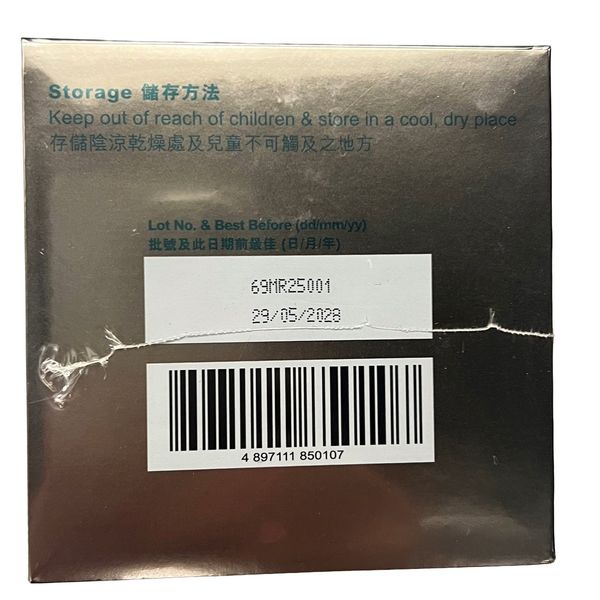 Storage 儲存方法
Keep out of reach of children & store in a cool, dry place
存儲陰涼乾燥處及兒童不可觸及之地方
Lot No. & Best Before (dd/mm/yy)
批號及此日期前最佳 (日/月/年)
69MR25001
29/05/2028
4 897111 850107